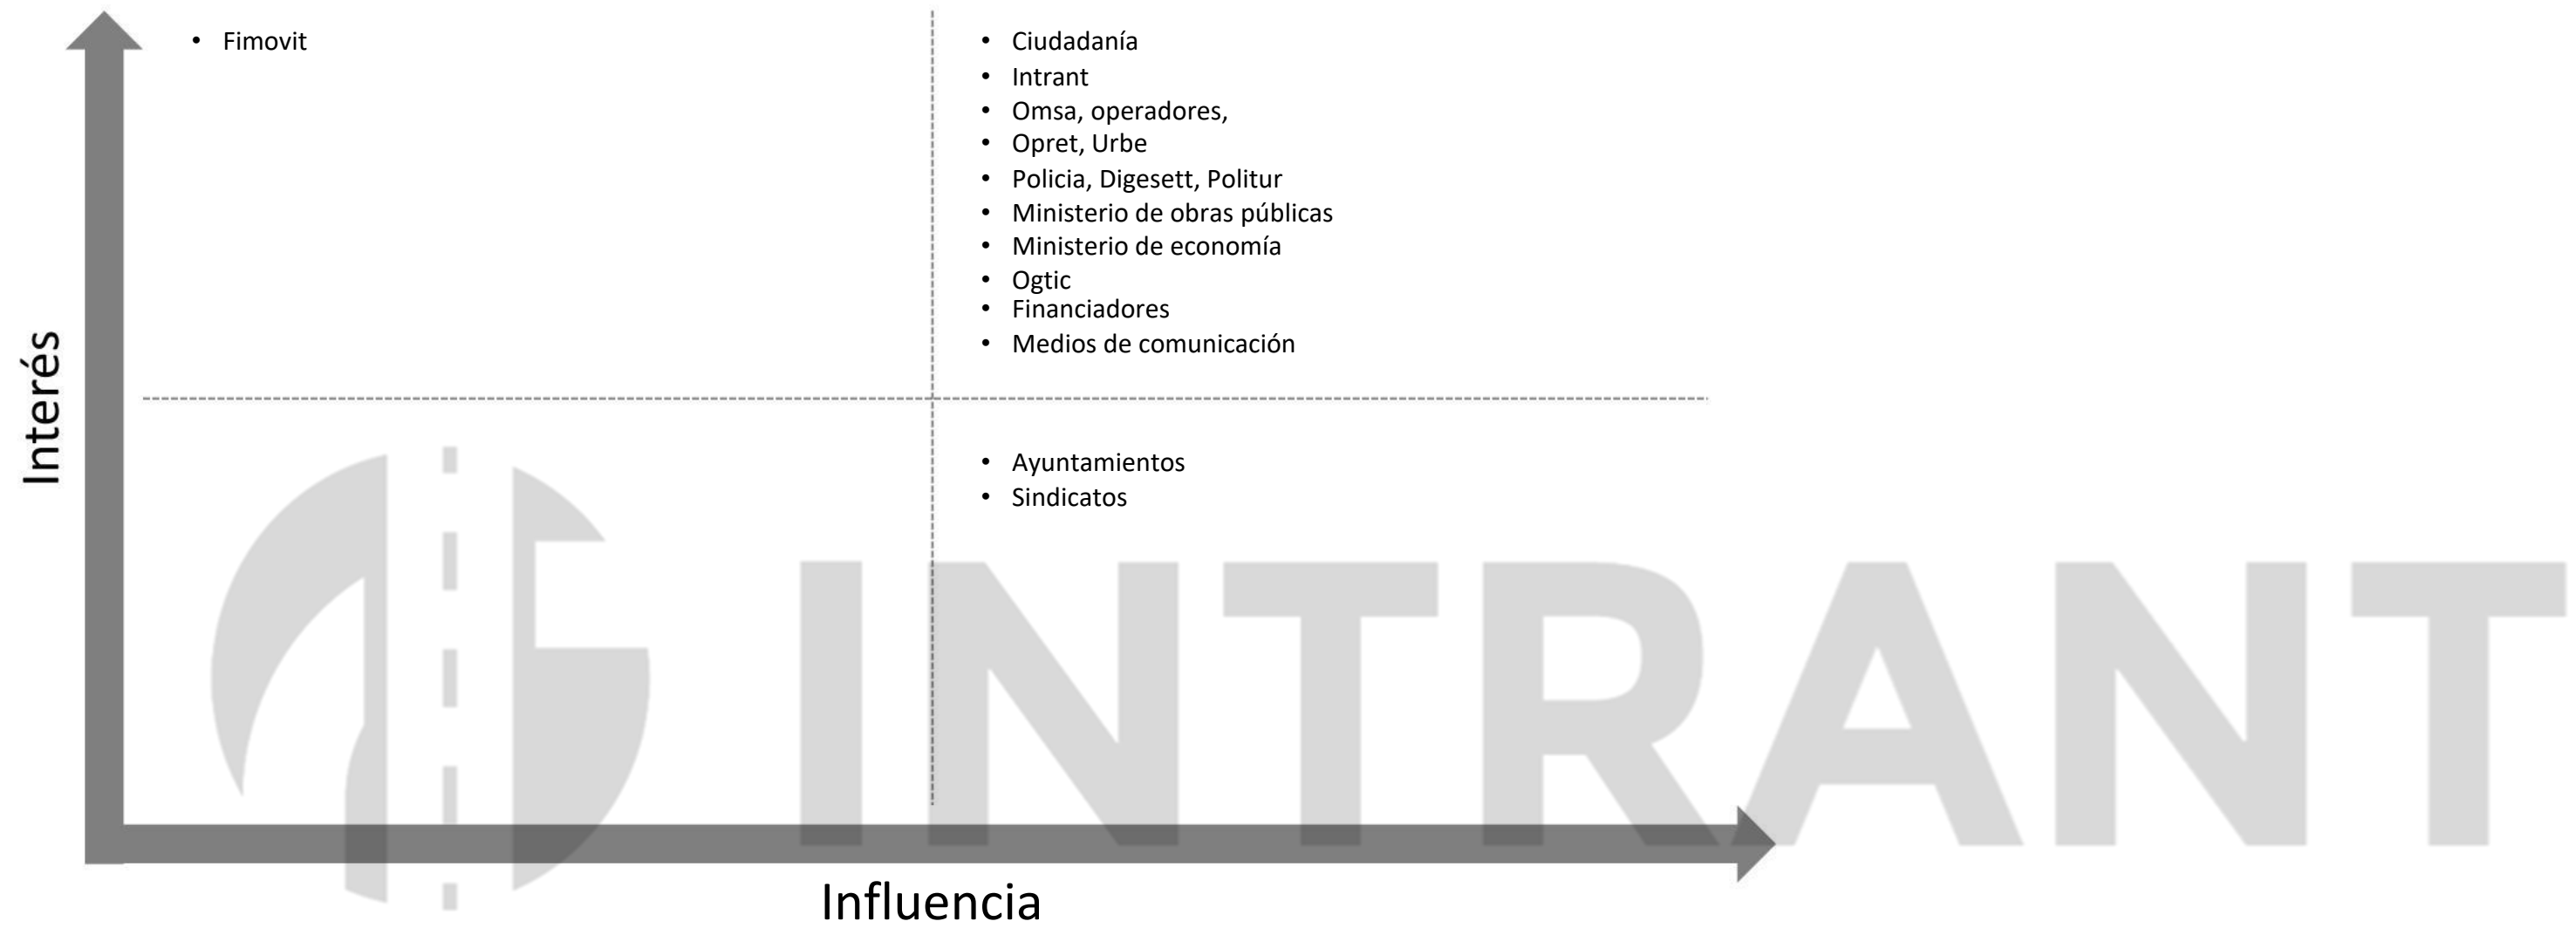 • Fimovit
• Ciudadanía
• Intrant
• Omsa, operadores,
• Opret, Urbe
• Policia, Digesett, Politur
• Ministerio de obras públicas
• Ministerio de economía
• Ogtic
• Financiadores
• Medios de comunicación
Interés
• Ayuntamientos
• Sindicatos
INTRANT
Influencia